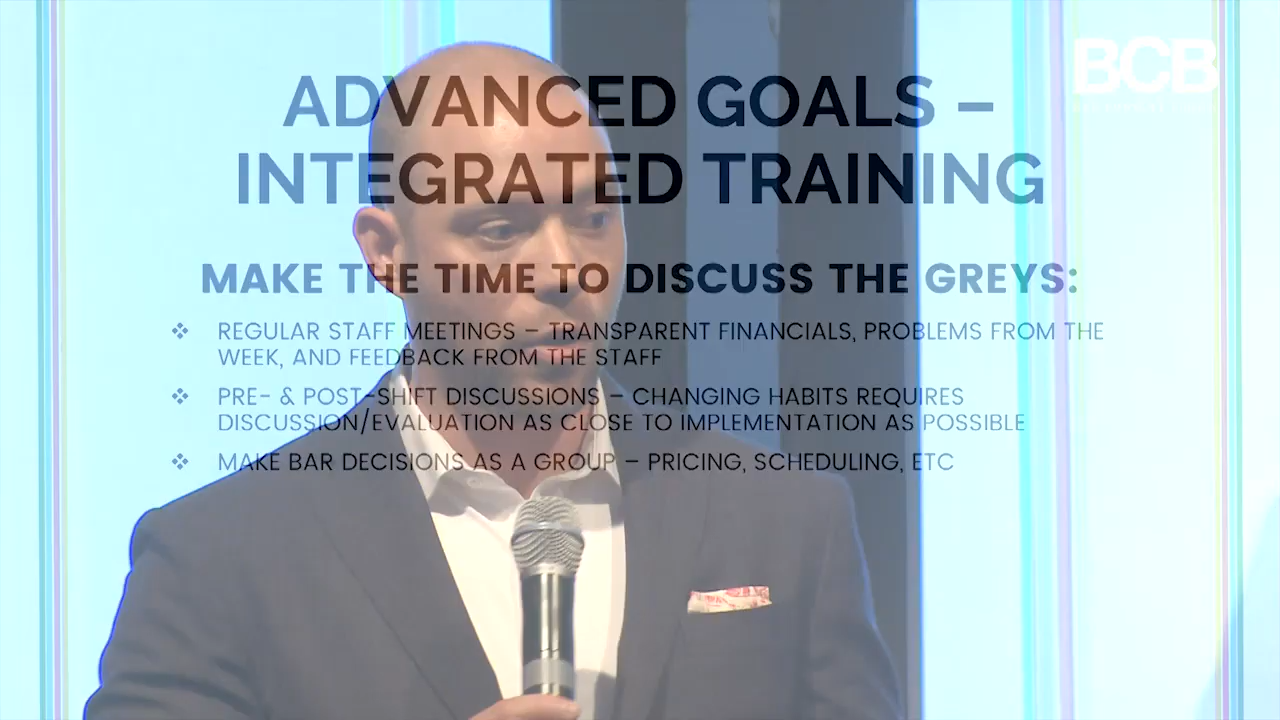 BCB
ADVANCED GOALS –
INTEGRATED TRAINING
MAKE THE TIME TO DISCUSS THE GREYS:
❖ REGULAR STAFF MEETINGS – TRANSPARENT FINANCIALS, PROBLEMS FROM THE
WEEK, AND FEEDBACK FROM THE STAFF
❖ PRE- & POST-SHIFT DISCUSSIONS – CHANGING HABITS REQUIRES
DISCUSSION/EVALUATION AS CLOSE TO IMPLEMENTATION AS POSSIBLE
❖ MAKE BAR DECISIONS AS A GROUP – PRICING, SCHEDULING, ETC